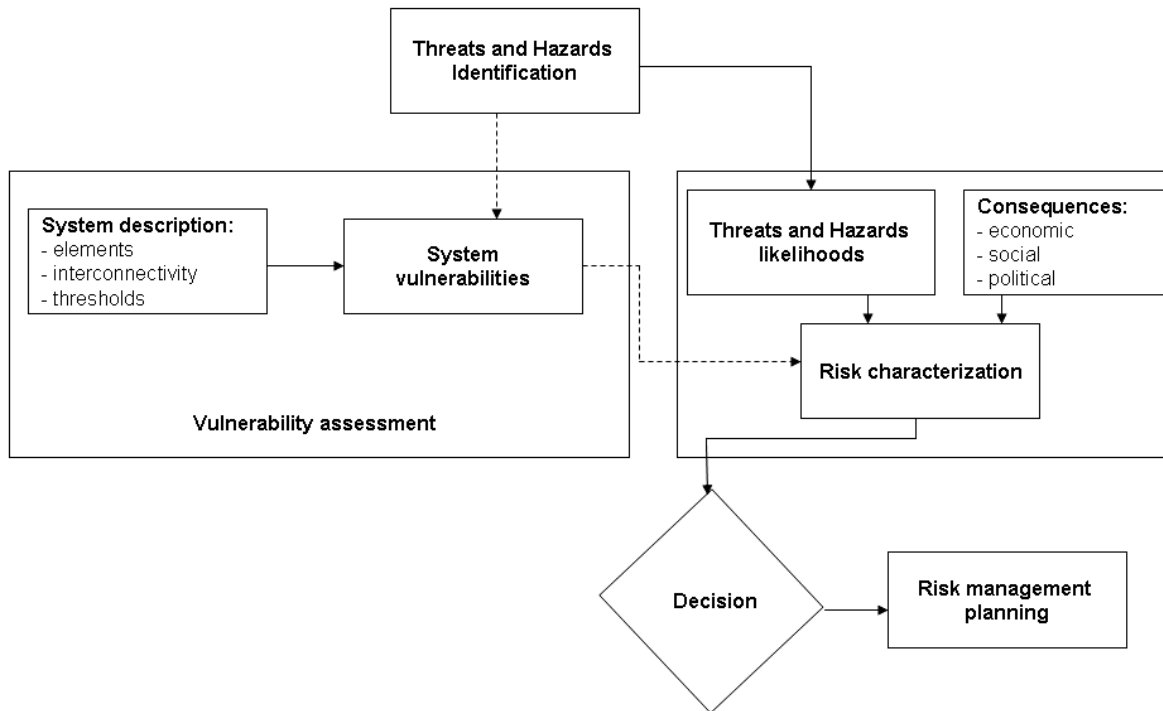 Threats and Hazards
Identification
System description:
- elements
- interconnectivity
- thresholds
System
vulnerabilities
Vulnerability assessment
Threats and Hazards
likelihoods
Consequences:
- economic
- social
- political
Risk characterization
Decision
Risk management
planning